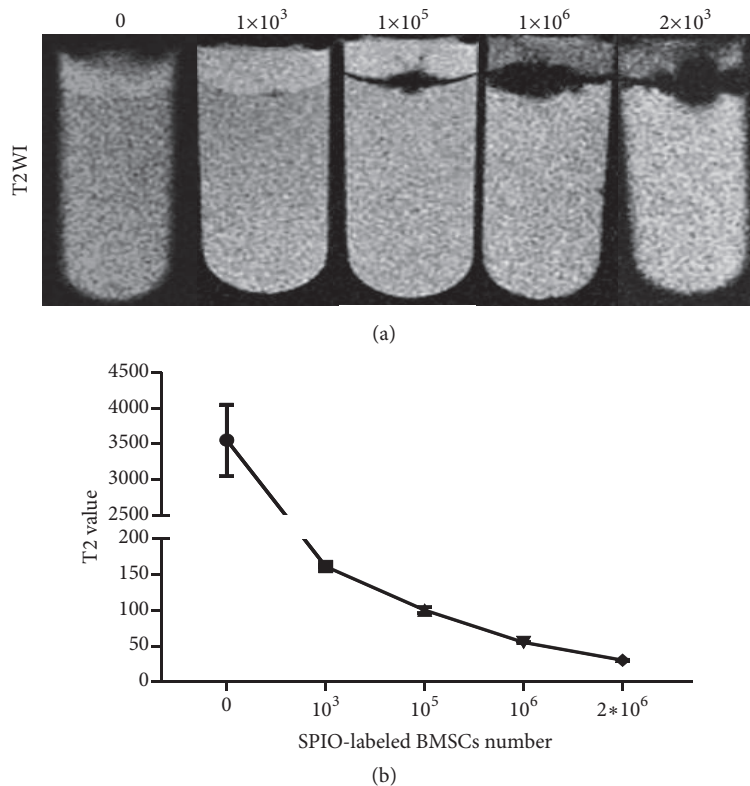 0 1×10³ 1×10⁵ 1×10⁶ 2×10³
T2WI
(a)
4500
4000
3500
3000
2500
200
150
100
50
0
T2 value
0 10³ 10⁵ 10⁶ 2∗10⁶
SPIO-labeled BMSCs number
(b)